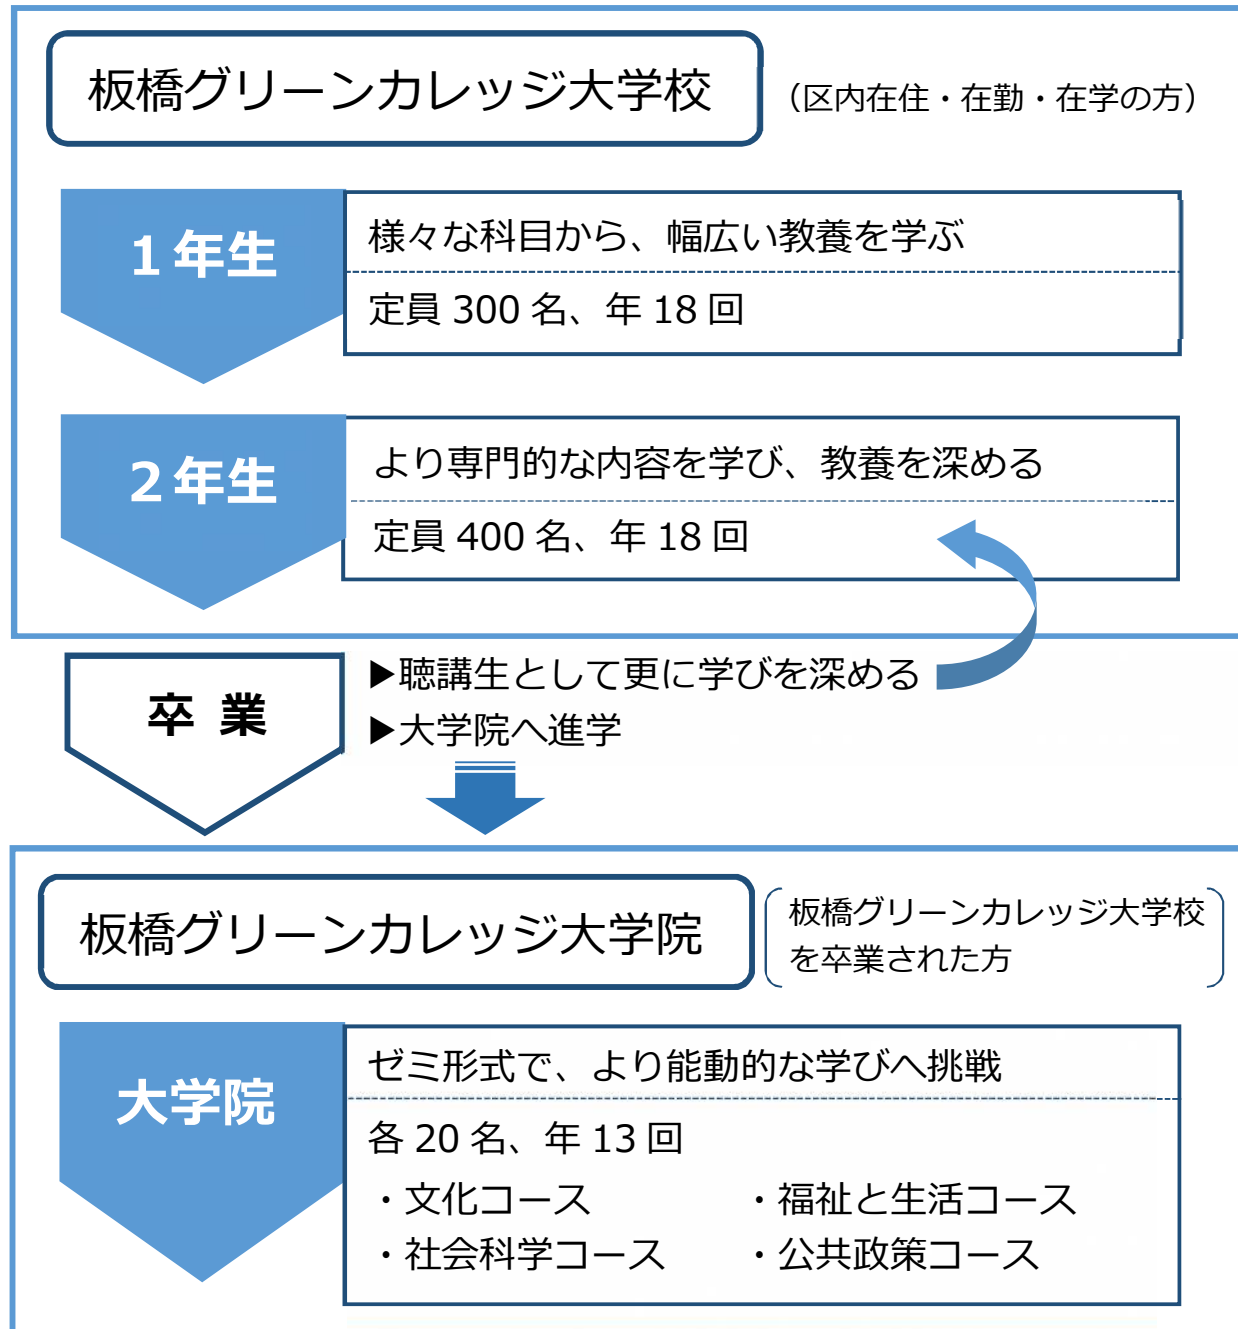 板橋グリーンカレッジ大学校
（区内在住・在勤・在学の方）
１年生
様々な科目から、幅広い教養を学ぶ
定員 300 名、年 18 回
２年生
より専門的な内容を学び、教養を深める
定員 400 名、年 18 回
卒 業
▶聴講生として更に学びを深める
▶大学院へ進学
板橋グリーンカレッジ大学院
板橋グリーンカレッジ大学校
を卒業された方
大学院
ゼミ形式で、より能動的な学びへ挑戦
各 20 名、年 13 回
・文化コース ・福祉と生活コース
・社会科学コース ・公共政策コース